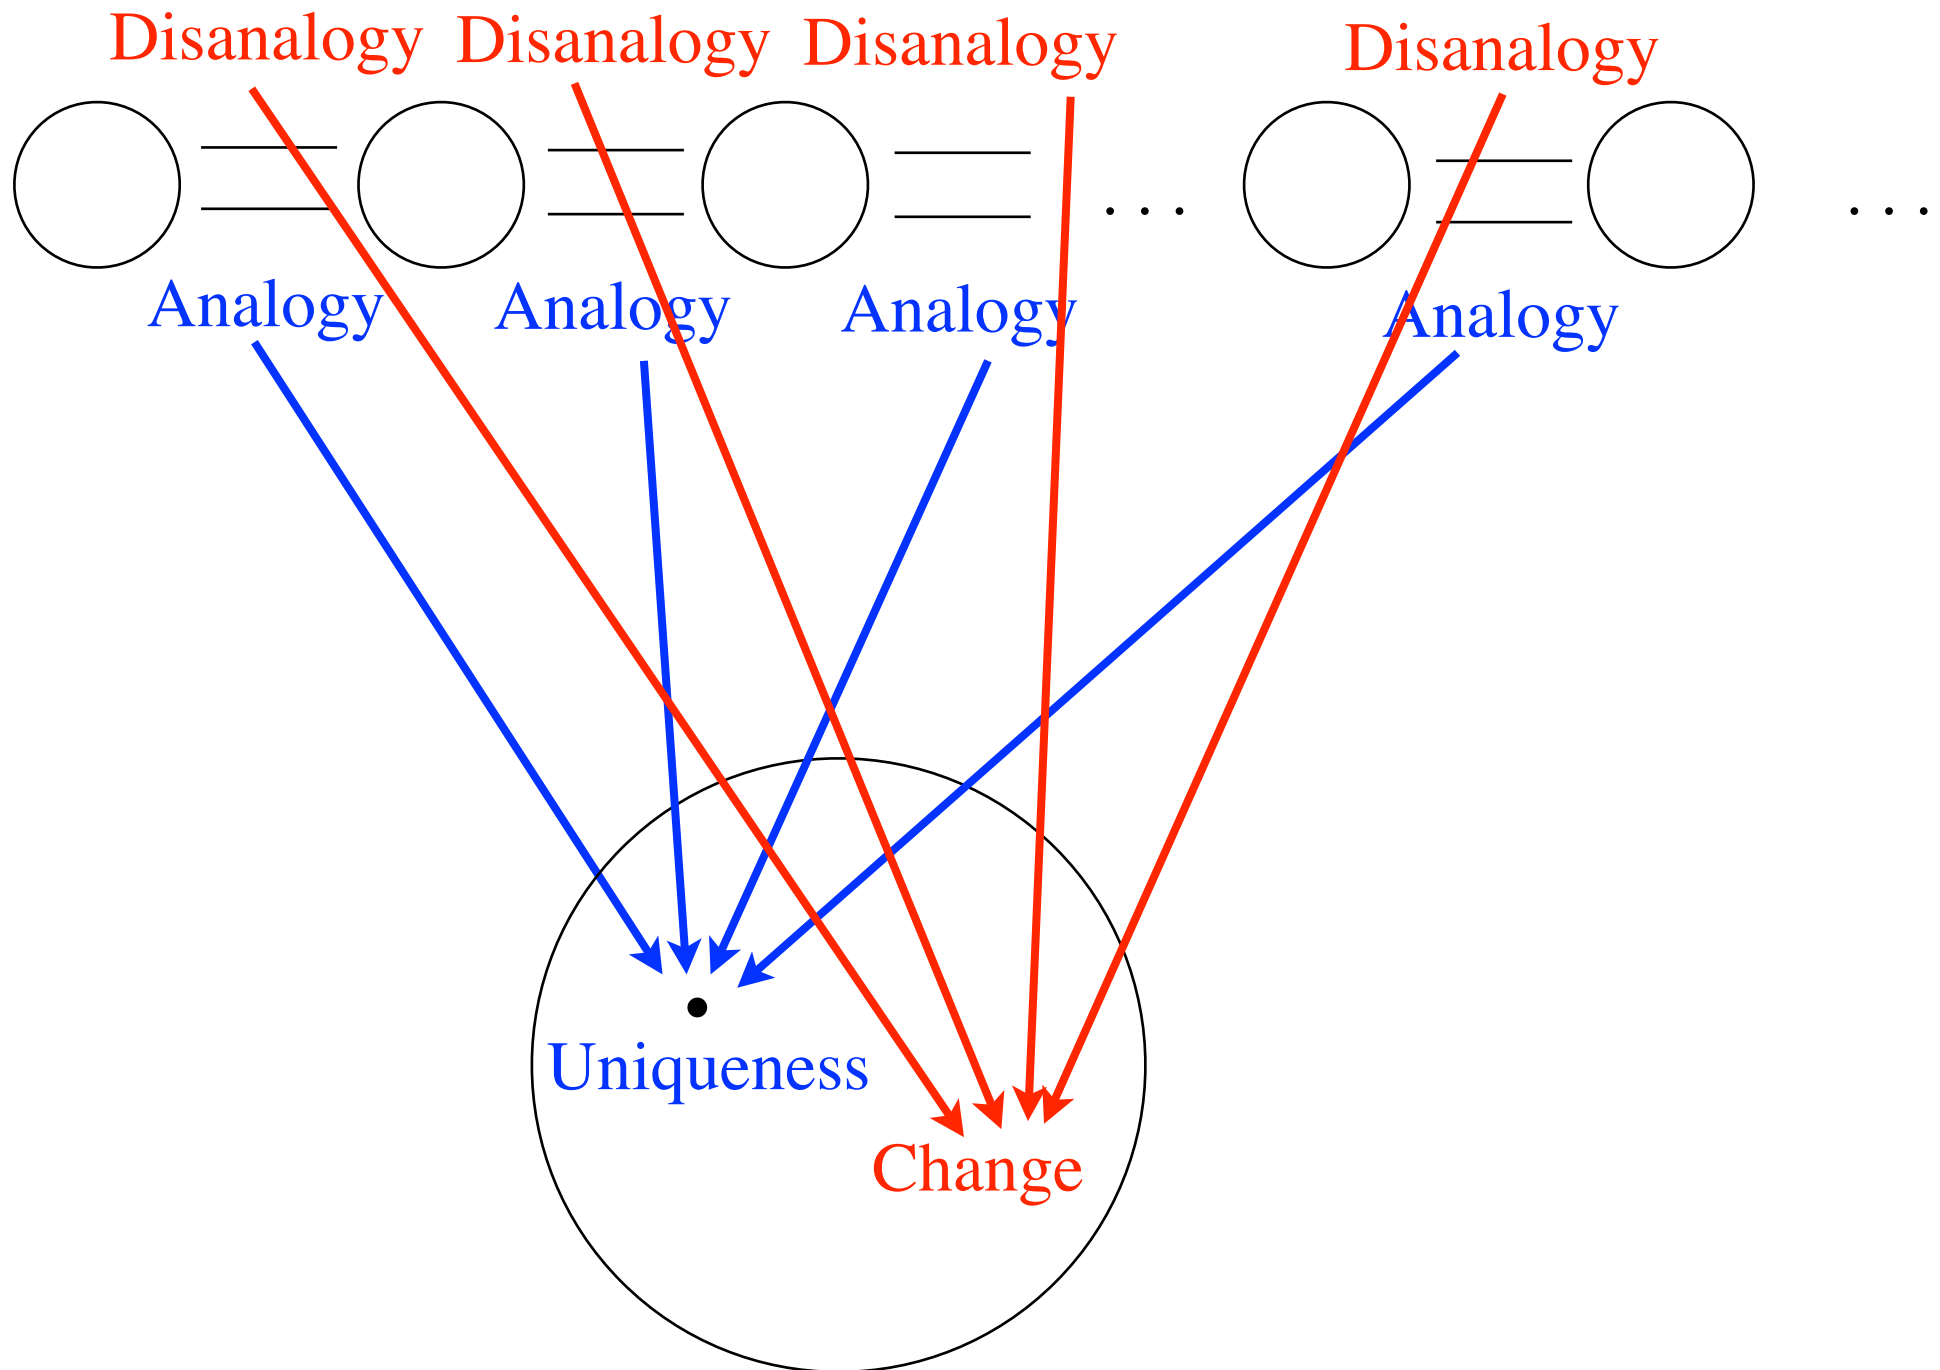 Disanalogy Disanalogy Disanalogy Disanalogy
. . . . . .
Analogy Analogy Analogy Analogy
Uniqueness
Change